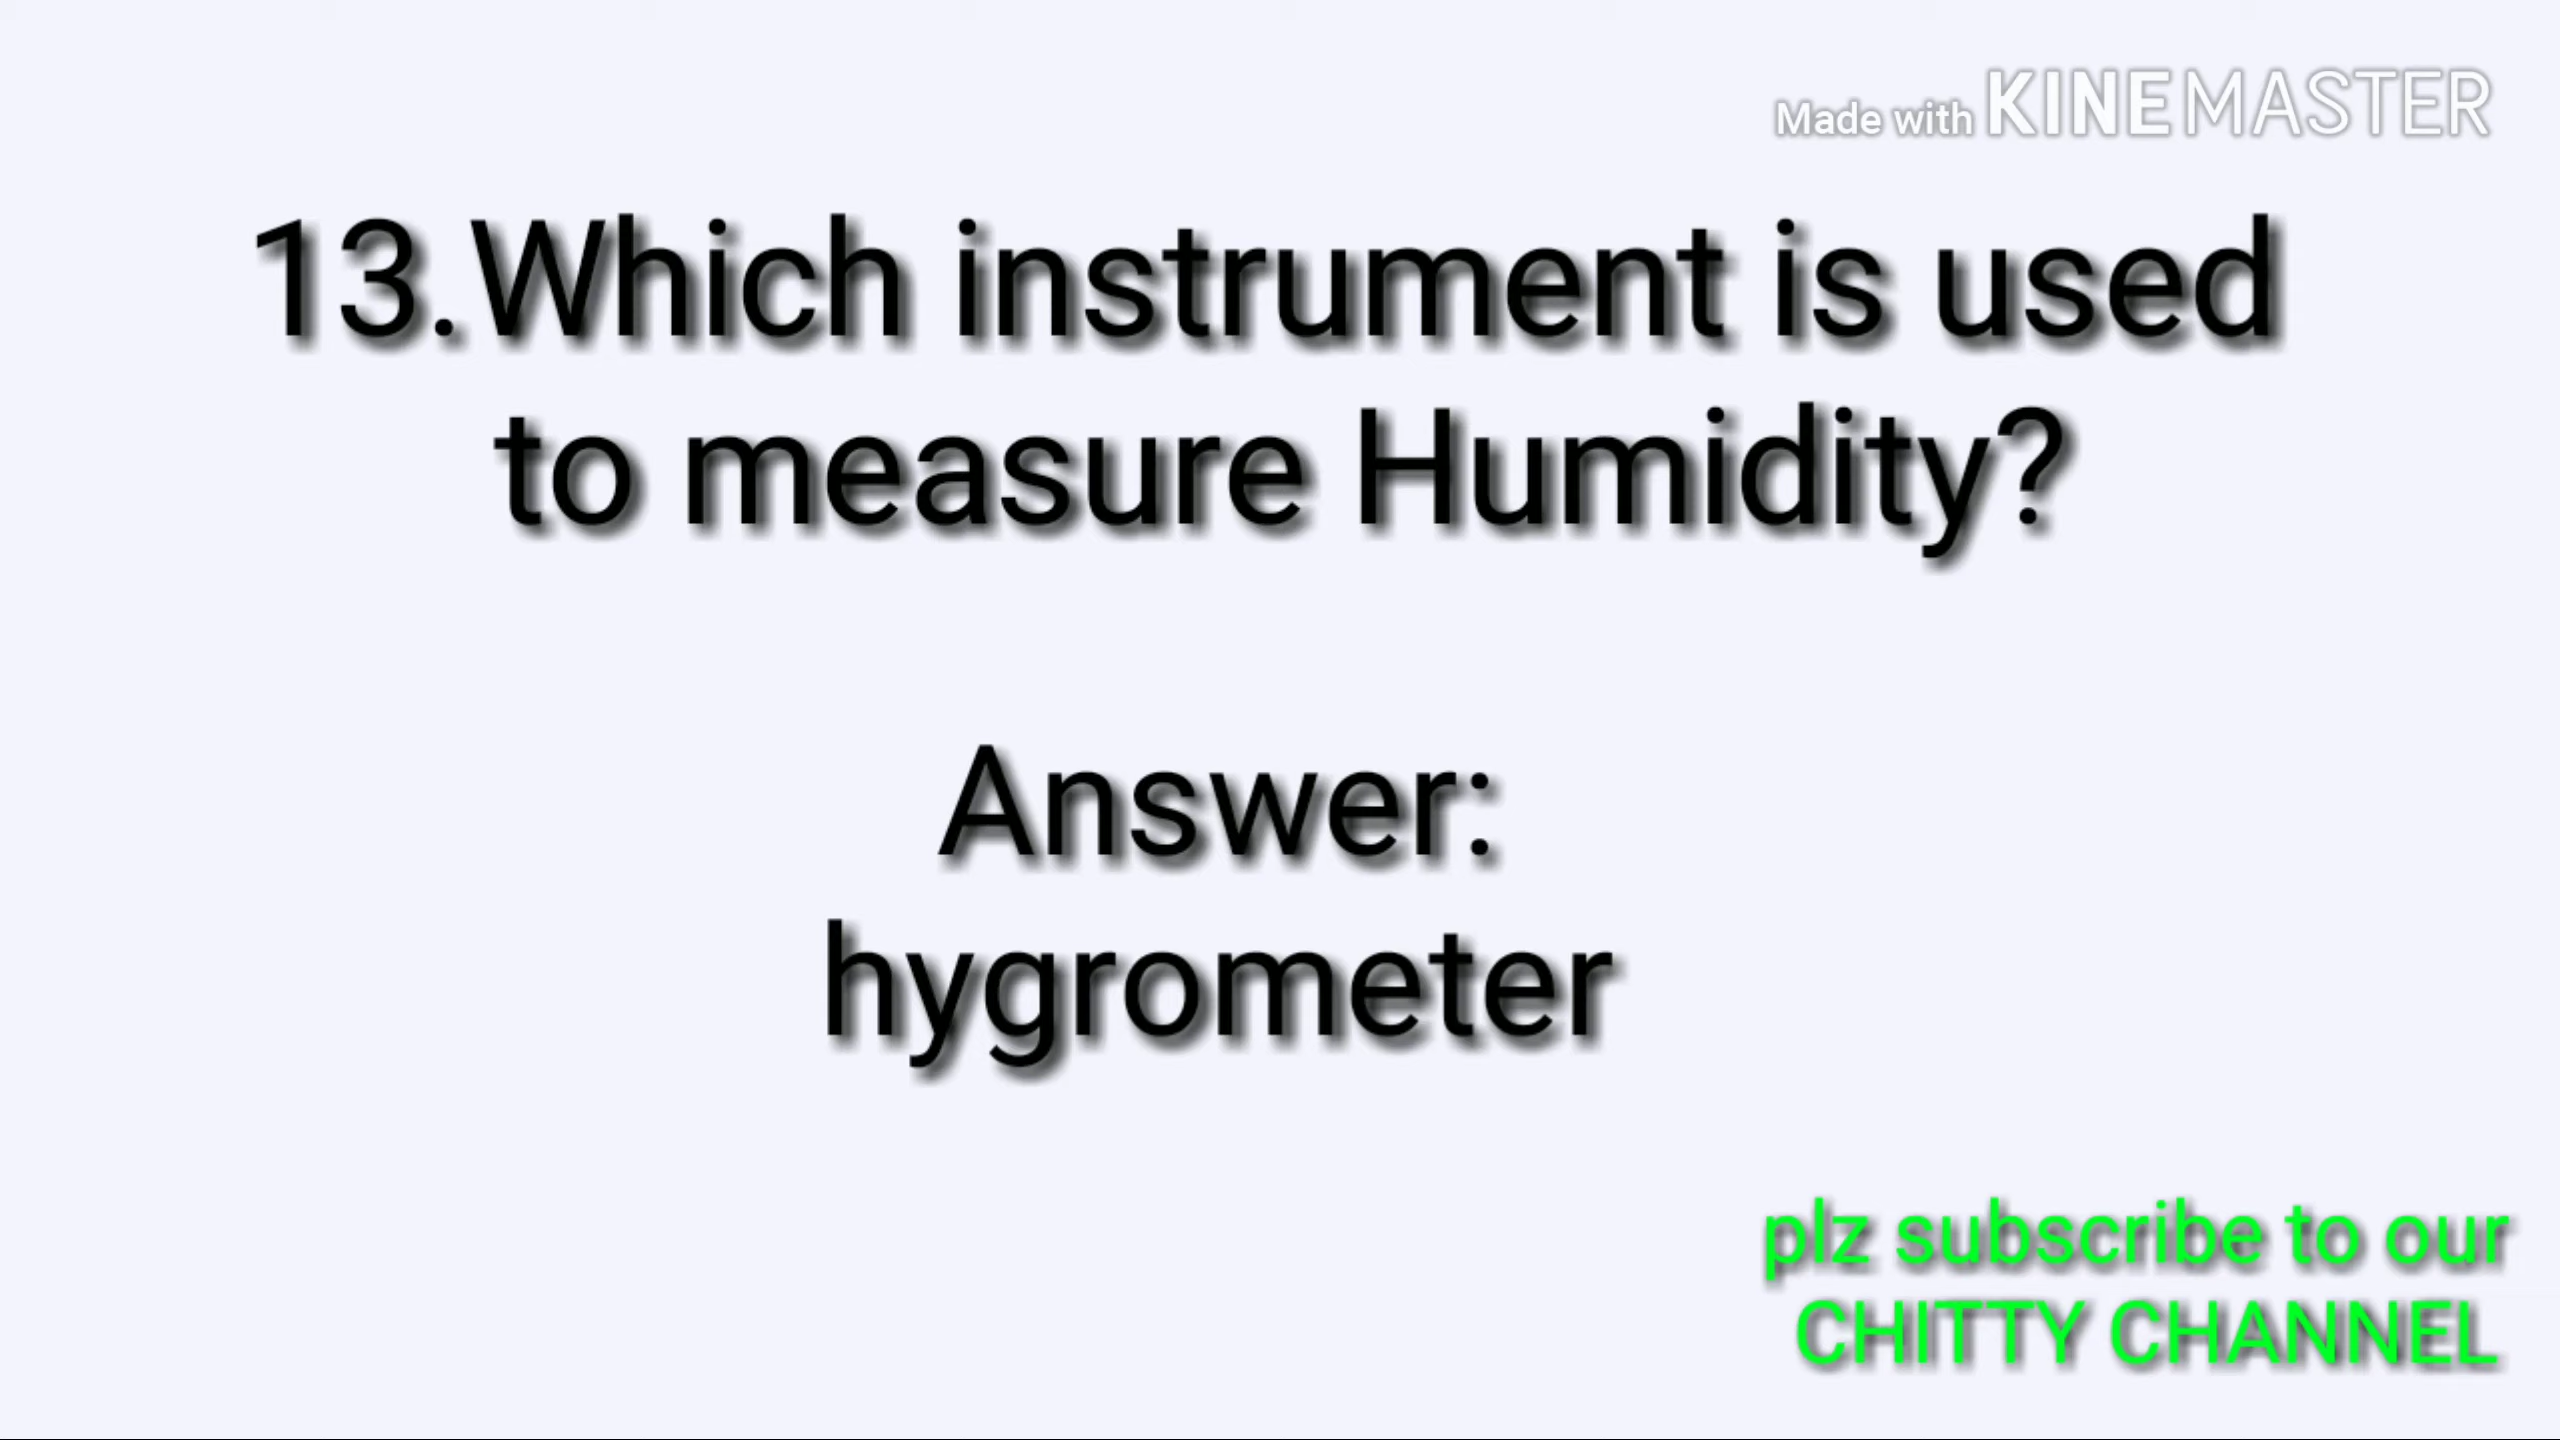 Made with KINEMASTER
13.Which instrument is used
to measure Humidity?
Answer:
hygrometer
plz subscribe to our
CHITTY CHANNEL